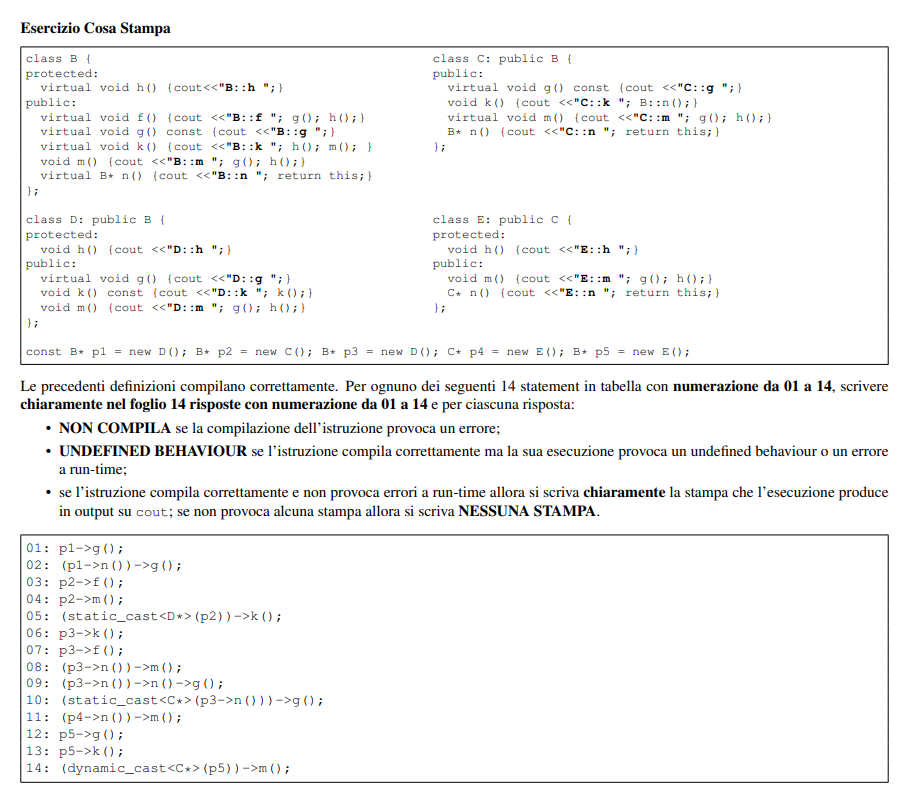 Esercizio Cosa Stampa
class B {
protected:
  virtual void h() {cout<<"B::h ";}
public:
  virtual void f() {cout <<"B::f "; g(); h();}
  virtual void g() const {cout <<"B::g ";}
  virtual void k() {cout <<"B::k "; h(); m(); }
  void m() {cout <<"B::m "; g(); h();}
  virtual B* n() {cout <<"B::n "; return this;}
};
class C: public B {
public:
  virtual void g() const {cout <<"C::g ";}
  void k() {cout <<"C::k "; B::n();}
  virtual void m() {cout <<"C::m "; g(); h();}
  B* n() {cout <<"C::n "; return this;}
};
class D: public B {
protected:
  void h() {cout <<"D::h ";}
public:
  virtual void g() {cout <<"D::g ";}
  void k() const {cout <<"D::k "; k();}
  void m() {cout <<"D::m "; g(); h();}
};
class E: public C {
protected:
  void h() {cout <<"E::h ";}
public:
  void m() {cout <<"E::m "; g(); h();}
  C* n() {cout <<"E::n "; return this;}
};
const B* p1 = new D(); B* p2 = new C(); B* p3 = new D(); C* p4 = new E(); B* p5 = new E();
Le precedenti definizioni compilano correttamente. Per ognuno dei seguenti 14 statement in tabella con numerazione da 01 a 14, scrivere
chiaramente nel foglio 14 risposte con numerazione da 01 a 14 e per ciascuna risposta:
• NON COMPILA se la compilazione dell'istruzione provoca un errore;
• UNDEFINED BEHAVIOUR se l'istruzione compila correttamente ma la sua esecuzione provoca un undefined behaviour o un errore
a run-time;
• se l'istruzione compila correttamente e non provoca errori a run-time allora si scriva chiaramente la stampa che l'esecuzione produce
in output su cout; se non provoca alcuna stampa allora si scriva NESSUNA STAMPA.
01: p1->g();
02: (p1->n())->g();
03: p2->f();
04: p2->m();
05: (static_cast<D*>(p2))->k();
06: p3->k();
07: p3->f();
08: (p3->n())->m();
09: (p3->n())->n()->g();
10: (static_cast<C*>(p3->n()))->g();
11: (p4->n())->m();
12: p5->g();
13: p5->k();
14: (dynamic_cast<C*>(p5))->m();